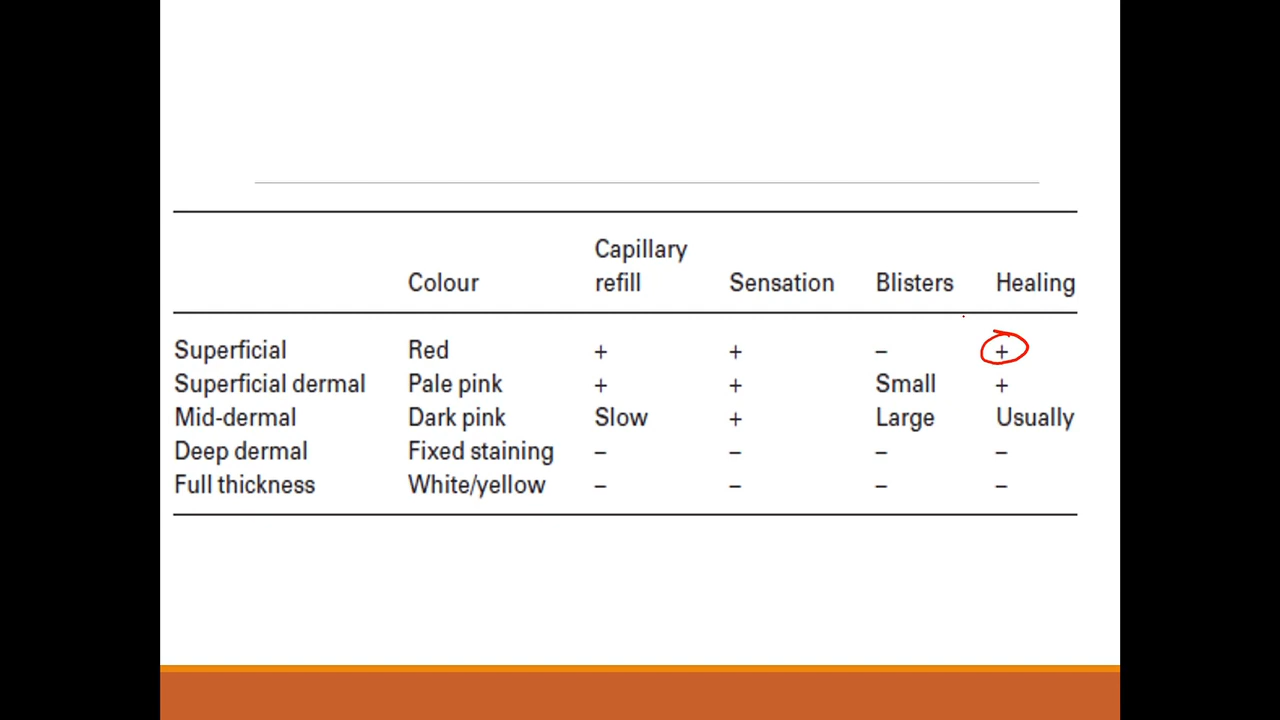 Capillary
Colour refill Sensation Blisters Healing
Superficial Red + + – +
Superficial dermal Pale pink + + Small +
Mid-dermal Dark pink Slow + Large Usually
Deep dermal Fixed staining – – – –
Full thickness White/yellow – – – –